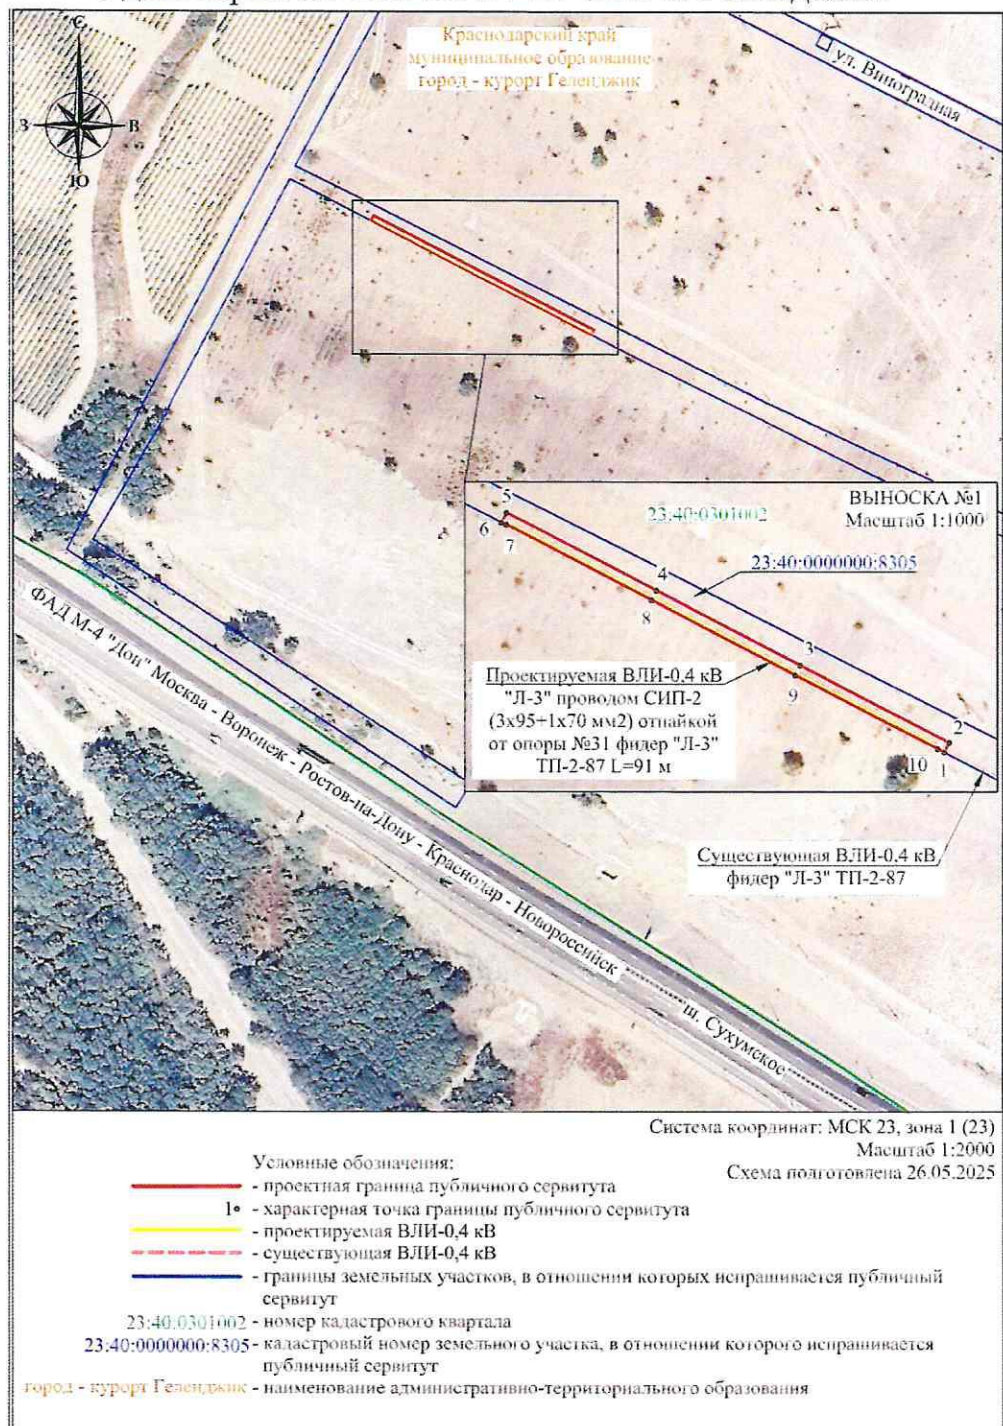 Краснодарский край
муниципальное образование
город - курорт Геленджик
С
З
В
Ю
ул. Виноградная
ВЫНОСКА №1
Масштаб 1:1000
23:40:0301002
23:40:0000000:8305
5
6
7
4
8
3
9
2
10
1
Проектируемая ВЛИ-0,4 кВ
"Л-3" проводом СИП-2
(3х95+1х70 мм2) отпайкой
от опоры №31 фидер "Л-3"
ТП-2-87 L=91 м
Существующая ВЛИ-0,4 кВ
фидер "Л-3" ТП-2-87
ФАД М-4 "Дон" Москва - Воронеж - Ростов-на-Дону - Краснодар - Новороссийск
ш. Сухумское
Система координат: МСК 23, зона 1 (23)
Масштаб 1:2000
Схема подготовлена 26.05.2025
Условные обозначения:
- проектная граница публичного сервитута
1 - характерная точка границы публичного сервитута
- проектируемая ВЛИ-0,4 кВ
- существующая ВЛИ-0,4 кВ
- границы земельных участков, в отношении которых испрашивается публичный
сервитут
23:40:0301002 - номер кадастрового квартала
23:40:0000000:8305 - кадастровый номер земельного участка, в отношении которого испрашивается
публичный сервитут
город - курорт Геленджик - наименование административно-территориального образования